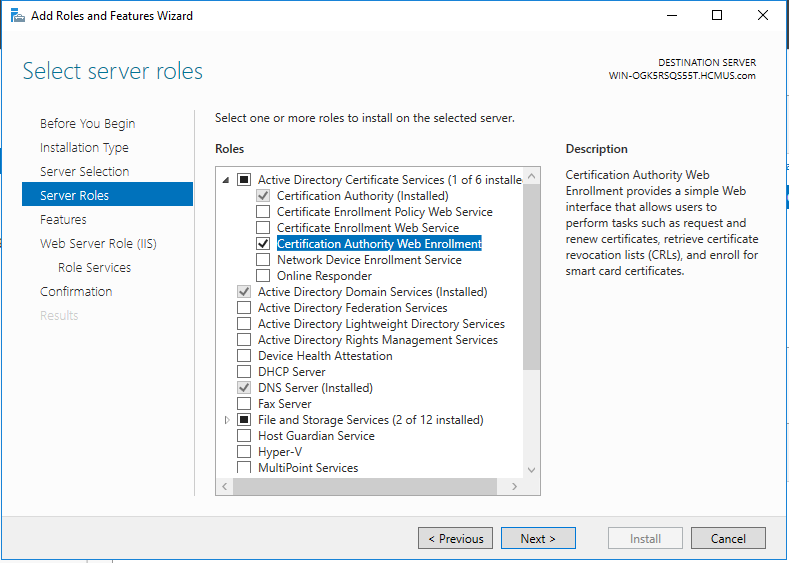 Add Roles and Features Wizard
Select server roles
DESTINATION SERVER
WIN-OGK5RSQS55T.HCMUS.com
Before You Begin
Installation Type
Server Selection
Server Roles
Features
Web Server Role (IIS)
Role Services
Confirmation
Results
Select one or more roles to install on the selected server.
Roles
Active Directory Certificate Services (1 of 6 installe
Certification Authority (Installed)
Certificate Enrollment Policy Web Service
Certificate Enrollment Web Service
Certification Authority Web Enrollment
Network Device Enrollment Service
Online Responder
Active Directory Domain Services (Installed)
Active Directory Federation Services
Active Directory Lightweight Directory Services
Active Directory Rights Management Services
Device Health Attestation
DHCP Server
DNS Server (Installed)
Fax Server
File and Storage Services (2 of 12 installed)
Host Guardian Service
Hyper-V
MultiPoint Services
Description
Certification Authority Web
Enrollment provides a simple Web
interface that allows users to
perform tasks such as request and
renew certificates, retrieve certificate
revocation lists (CRLs), and enroll for
smart card certificates.
< Previous
Next >
Install
Cancel